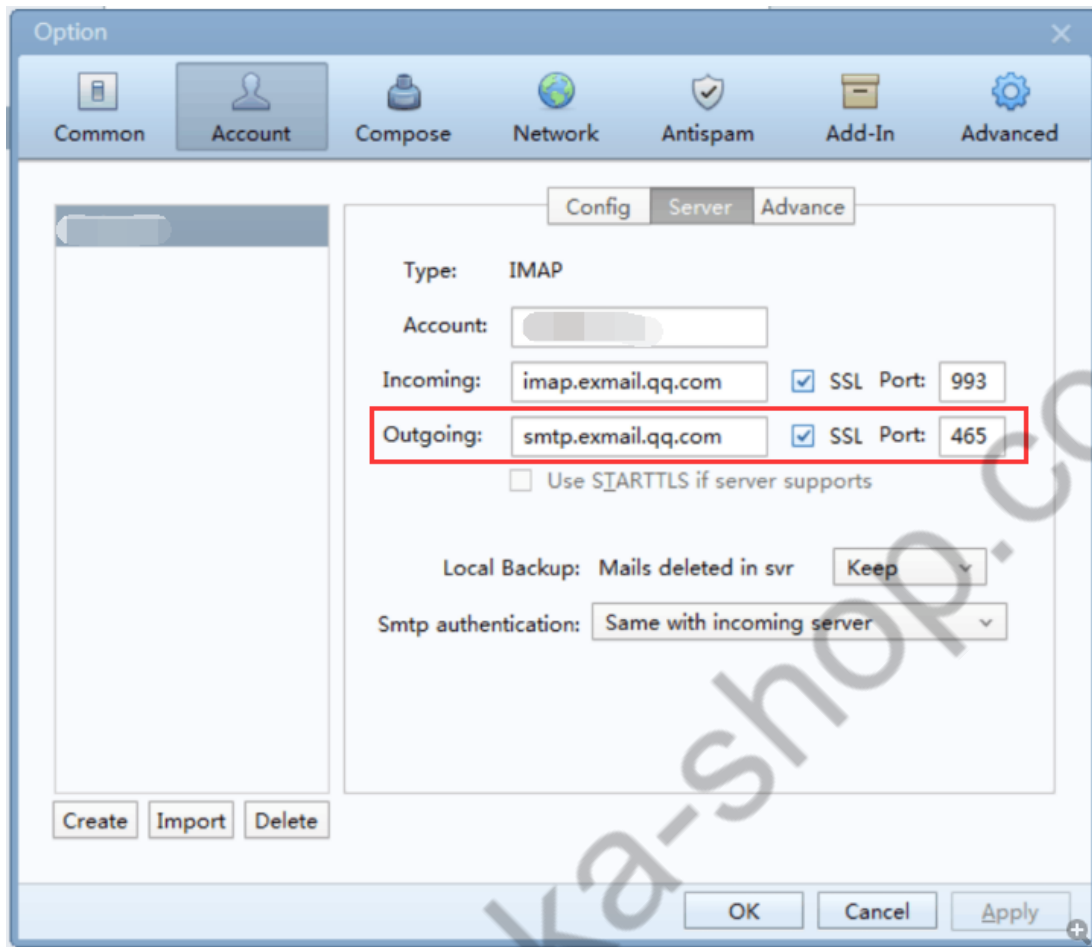 Option
Common Account Compose Network Antispam Add-In Advanced
Config Server Advance
Type: IMAP
Account:
Incoming: imap.exmail.qq.com SSL Port: 993
Outgoing: smtp.exmail.qq.com SSL Port: 465
Use STARTTLS if server supports
Local Backup: Mails deleted in svr Keep
Smtp authentication: Same with incoming server
Create Import Delete
OK Cancel Apply
ka-shop.co